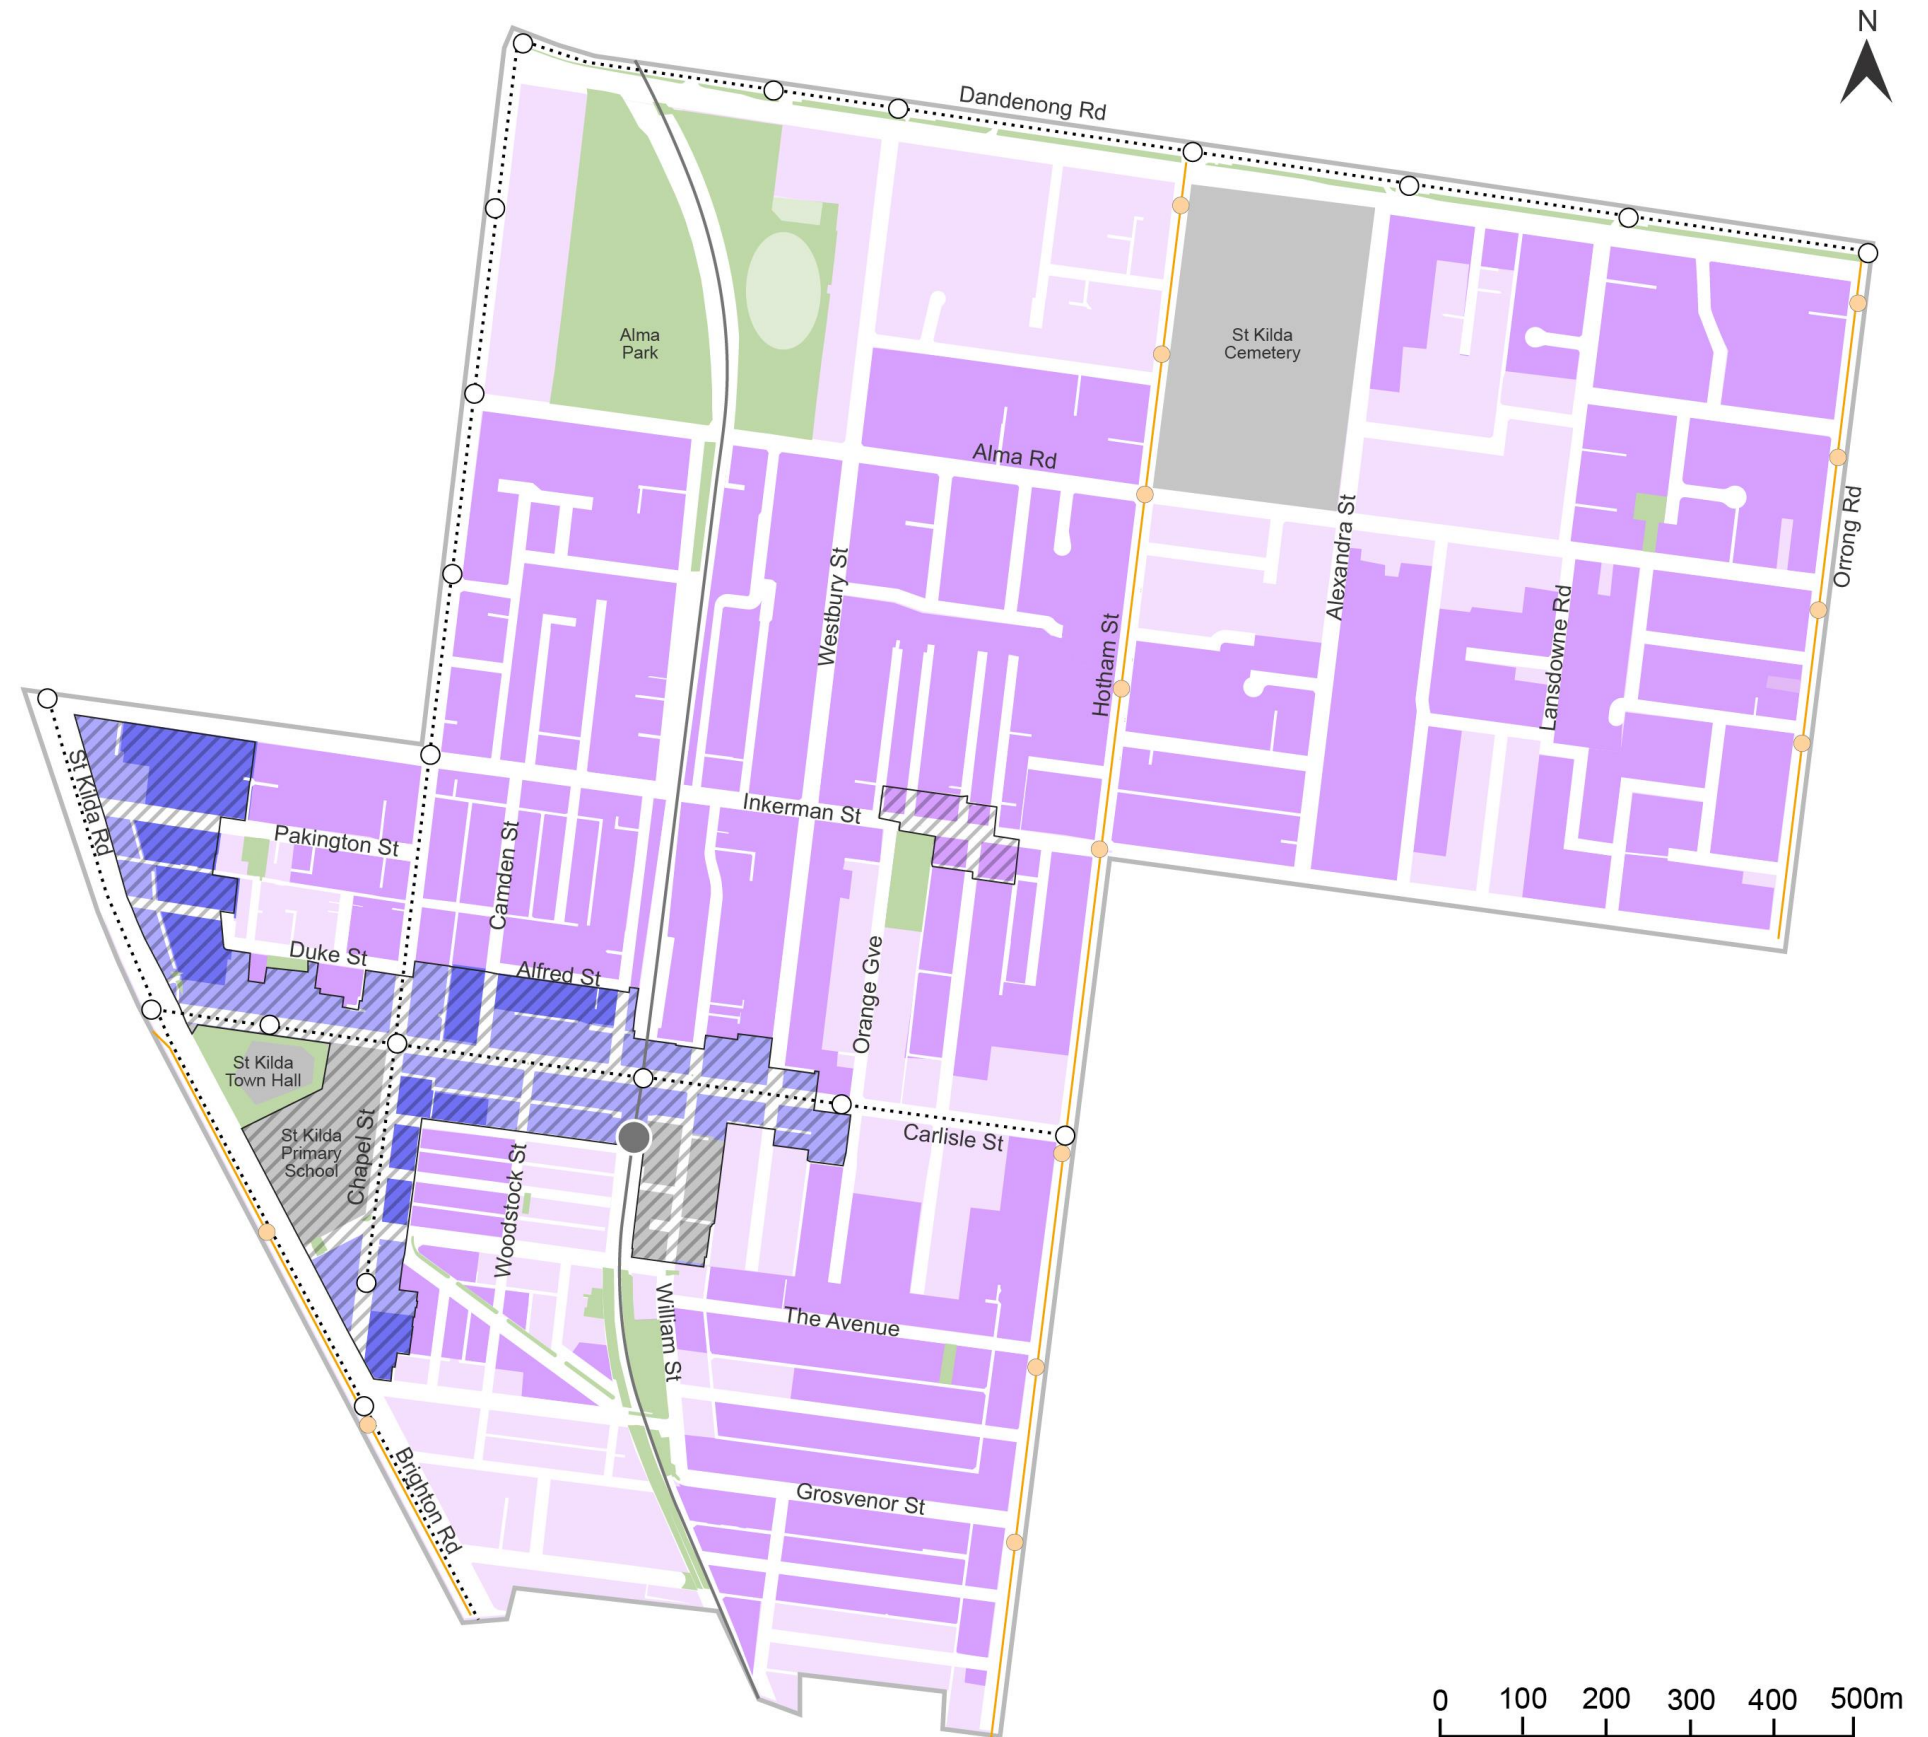 N
Dandenong Rd
Alma
Park
St Kilda
Cemetery
Alma Rd
Alexandra St
Orrong Rd
Westbury St
Lansdowne Rd
Hotham St
St Kilda Rd
Inkerman St
Pakington St
Camden St
Duke St
Alfred St
Orange Gve
St Kilda
Town Hall
St Kilda
Primary
School
Chapel St
Carlisle St
Woodstock St
William St
The Avenue
Brighton Rd
Grosvenor St
0 100 200 300 400 500m